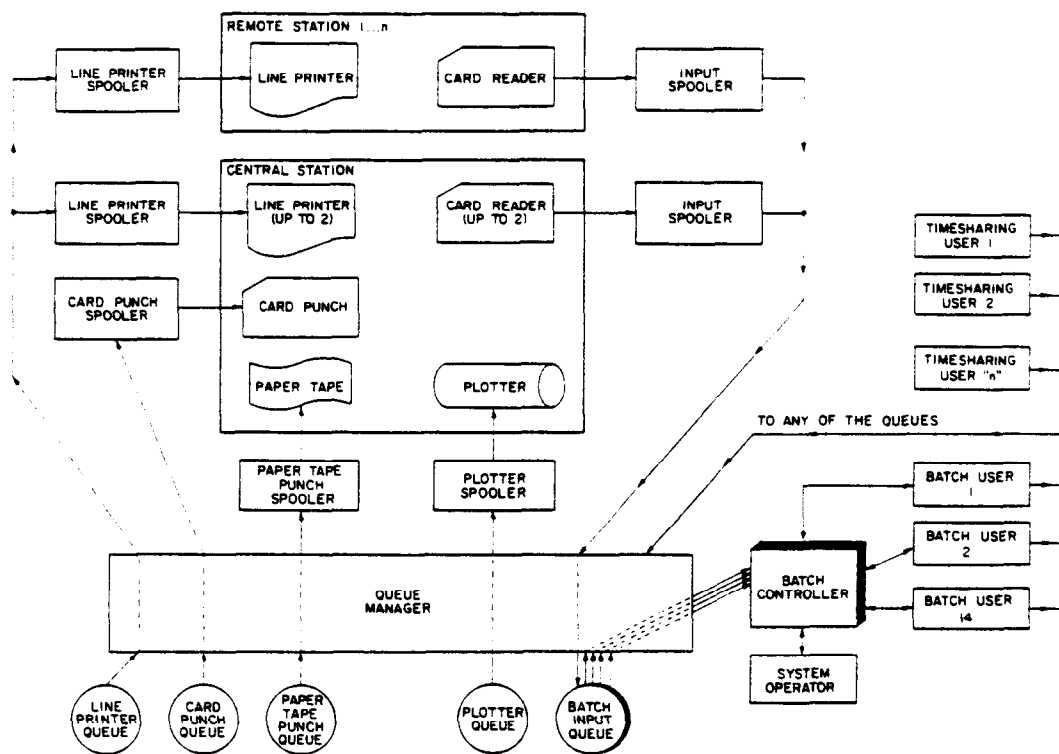 REMOTE STATION 1...n
LINE PRINTER
SPOOLER
LINE PRINTER
CARD READER
INPUT
SPOOLER
CENTRAL STATION
LINE PRINTER
SPOOLER
LINE PRINTER
(UP TO 2)
CARD READER
(UP TO 2)
INPUT
SPOOLER
TIMESHARING
USER 1
CARD PUNCH
SPOOLER
CARD PUNCH
TIMESHARING
USER 2
PAPER TAPE
PLOTTER
TIMESHARING
USER "n"
TO ANY OF THE QUEUES
PAPER TAPE
PUNCH
SPOOLER
PLOTTER
SPOOLER
BATCH USER
1
BATCH USER
2
QUEUE
MANAGER
BATCH
CONTROLLER
BATCH USER
14
SYSTEM
OPERATOR
LINE
PRINTER
QUEUE
CARD
PUNCH
QUEUE
PAPER
TAPE
PUNCH
QUEUE
PLOTTER
QUEUE
BATCH
INPUT
QUEUE